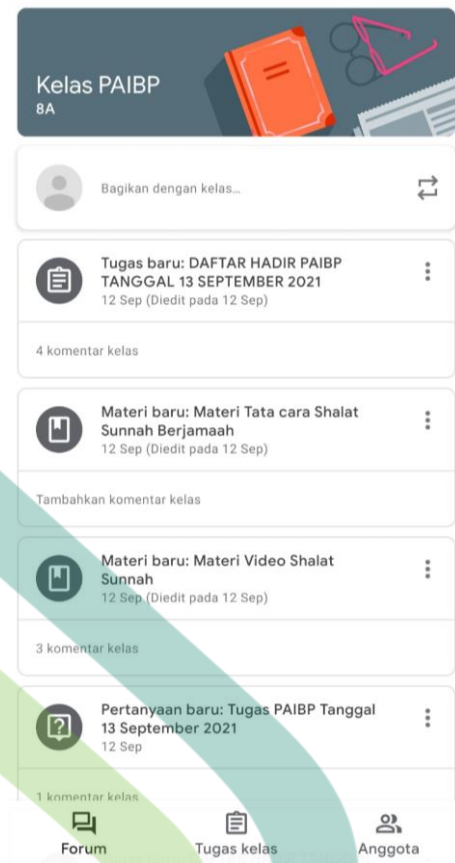 Kelas PAIBP
8A
Bagikan dengan kelas...
Tugas baru: DAFTAR HADIR PAIBP
TANGGAL 13 SEPTEMBER 2021
12 Sep (Diedit pada 12 Sep)
4 komentar kelas
Materi baru: Materi Tata cara Shalat
Sunnah Berjamaah
12 Sep (Diedit pada 12 Sep)
Tambahkan komentar kelas
Materi baru: Materi Video Shalat
Sunnah
12 Sep (Diedit pada 12 Sep)
3 komentar kelas
Pertanyaan baru: Tugas PAIBP Tanggal
13 September 2021
12 Sep
1 komentar kelas
Forum
Tugas kelas
Anggota